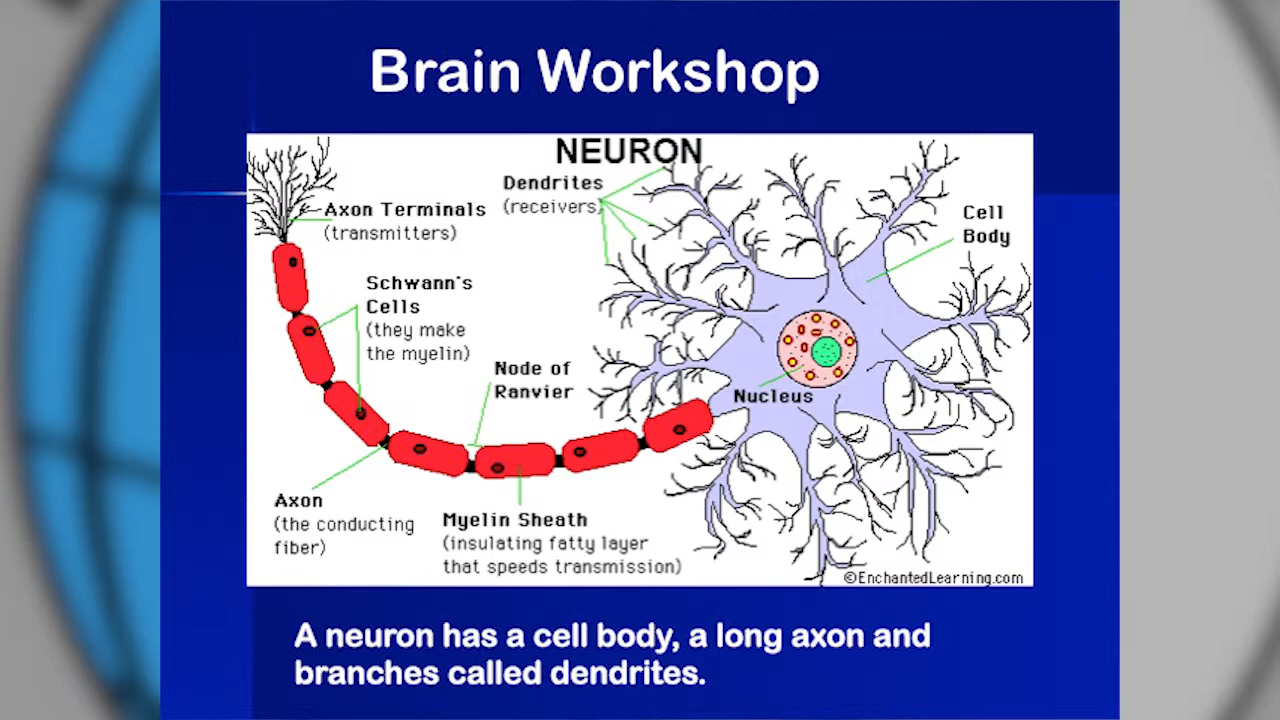 Brain Workshop
NEURON
Dendrites
(receivers)
Axon Terminals
(transmitters)
Cell
Body
Schwann's
Cells
(they make
the myelin)
Node of
Ranvier
Nucleus
Axon
(the conducting
fiber)
Myelin Sheath
(insulating fatty layer
that speeds transmission)
©EnchantedLearning.com
A neuron has a cell body, a long axon and
branches called dendrites.